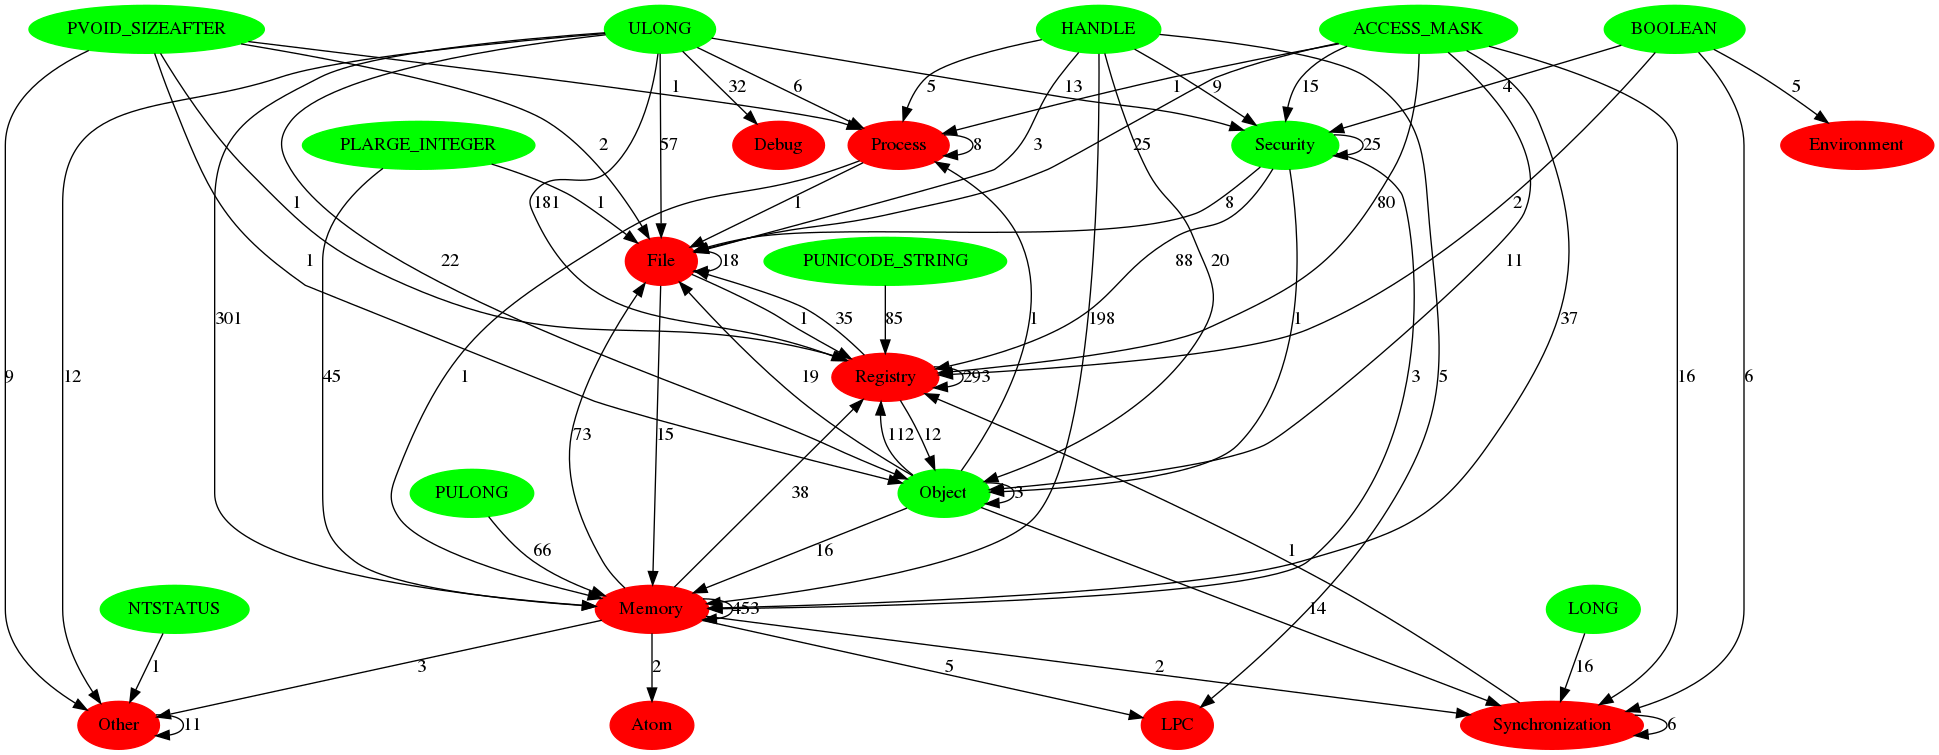 PVOID_SIZEAFTER ULONG HANDLE ACCESS_MASK BOOLEAN
1 32 6 5 13 9 1 15 4 5
PLARGE_INTEGER 2 57 Debug Process 8 3 25 Security 25 Environment
1 181 1 1 8 80 2
1 22 File 18 PUNICODE_STRING 88 20 11
301 1 35 85 198 1 37
9 12 45 1 19 Registry 293 3 5 16 6
73 15 112 12
PULONG 38 Object 3
66 16 1
NTSTATUS Memory 453 14 LONG
1 3 2 5 2 16
Other 11 Atom LPC Synchronization 6